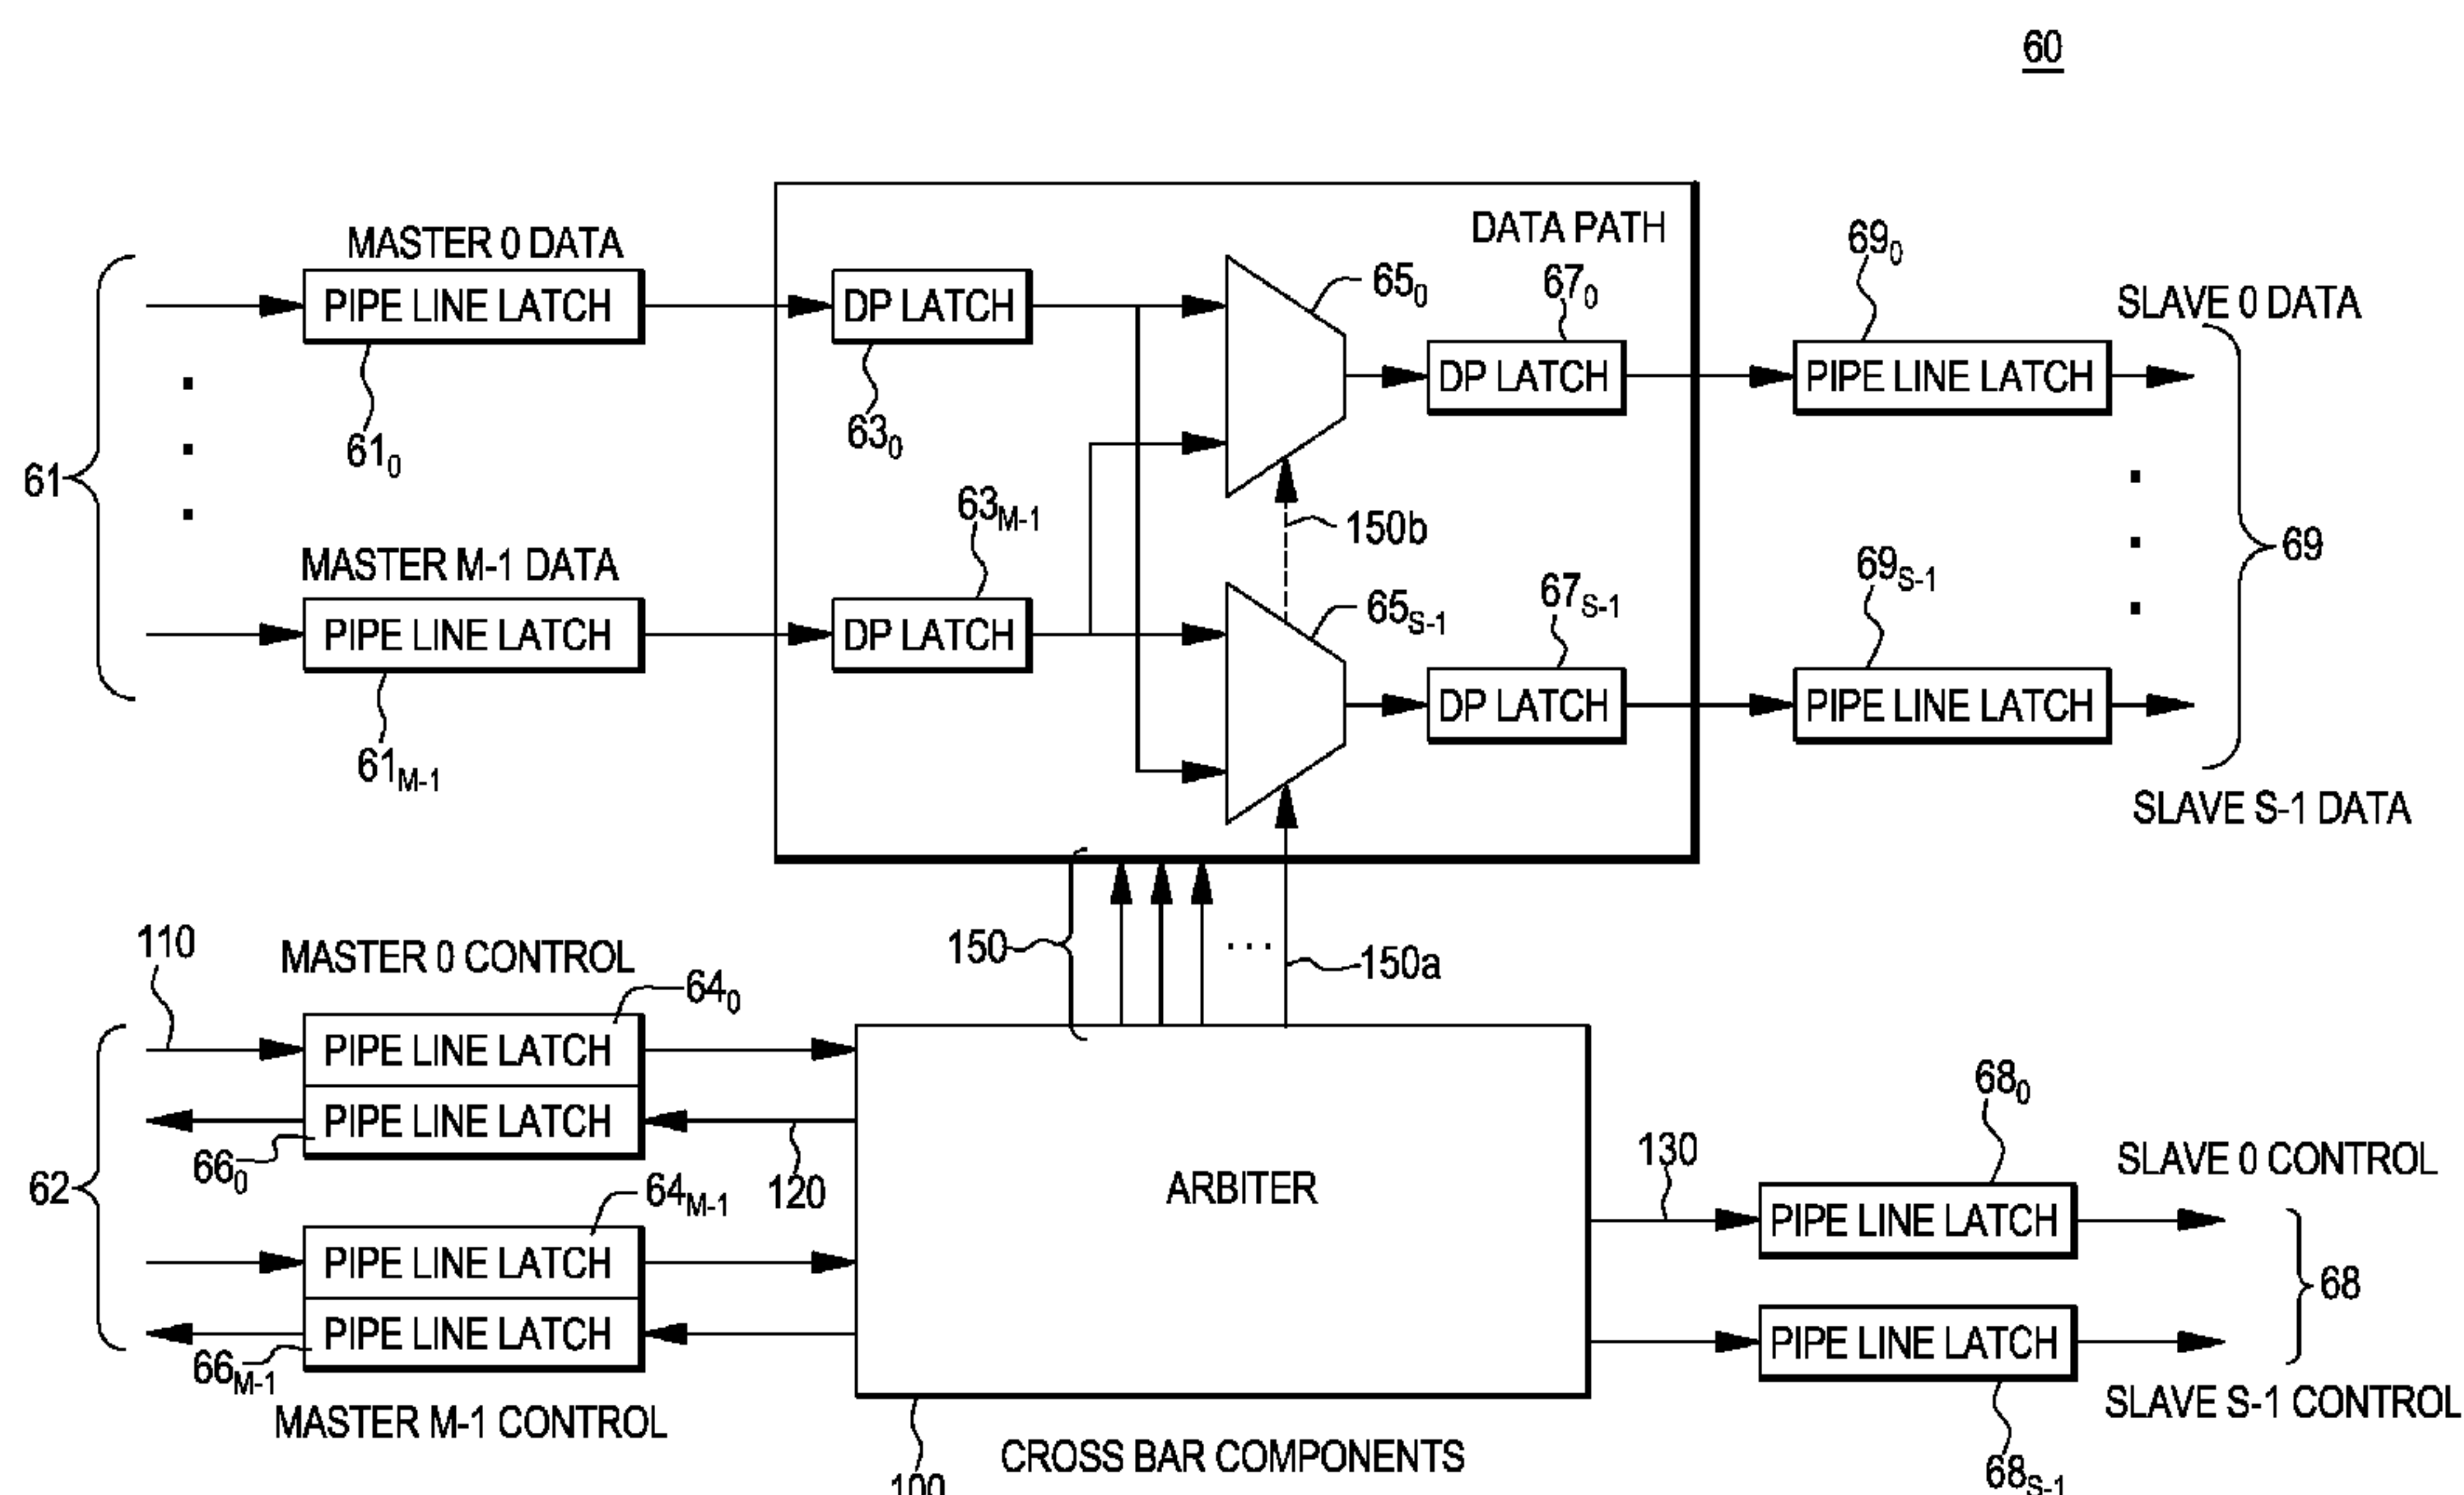 60
MASTER 0 DATA
PIPE LINE LATCH
61₀
61
MASTER M-1 DATA
PIPE LINE LATCH
61M-1
DATA PATH
DP LATCH
63₀
63M-1
DP LATCH
65₀
67₀
DP LATCH
150b
65S-1
67S-1
DP LATCH
69₀
SLAVE 0 DATA
PIPE LINE LATCH
69
69S-1
PIPE LINE LATCH
SLAVE S-1 DATA
150
...
150a
110
MASTER 0 CONTROL
64₀
PIPE LINE LATCH
PIPE LINE LATCH
66₀
120
62
64M-1
PIPE LINE LATCH
PIPE LINE LATCH
66M-1
MASTER M-1 CONTROL
ARBITER
100
CROSS BAR COMPONENTS
130
68₀
SLAVE 0 CONTROL
PIPE LINE LATCH
68
PIPE LINE LATCH
SLAVE S-1 CONTROL
68S-1